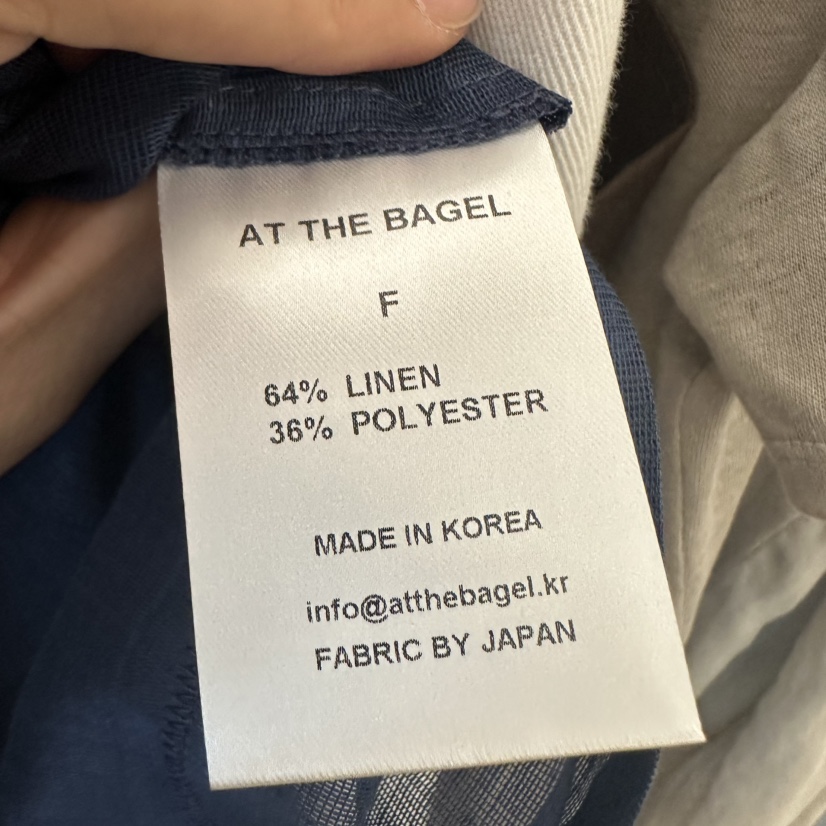 AT THE BAGEL
F
64% LINEN
36% POLYESTER
MADE IN KOREA
info@atthebagel.kr
FABRIC BY JAPAN